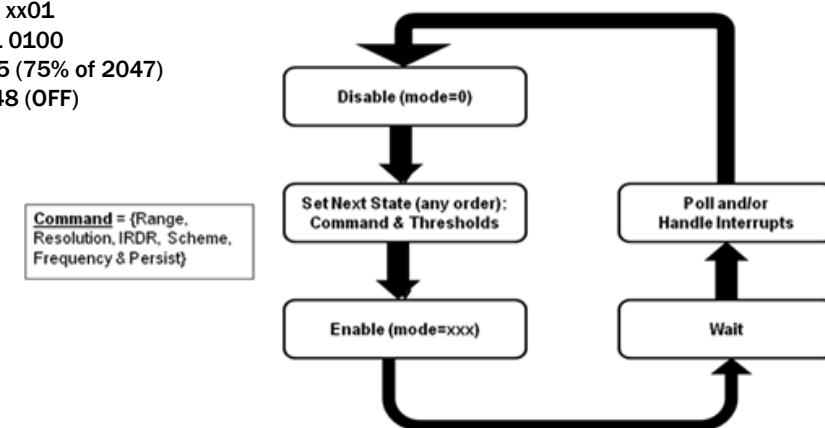 xx01
0100
5 (75% of 2047)
48 (OFF)
Disable (mode=0)
Set Next State (any order):
Command & Thresholds
Enable (mode=xxx)
Command = {Range,
Resolution, IRDR, Scheme,
Frequency & Persist}
Poll and/or
Handle Interrupts
Wait